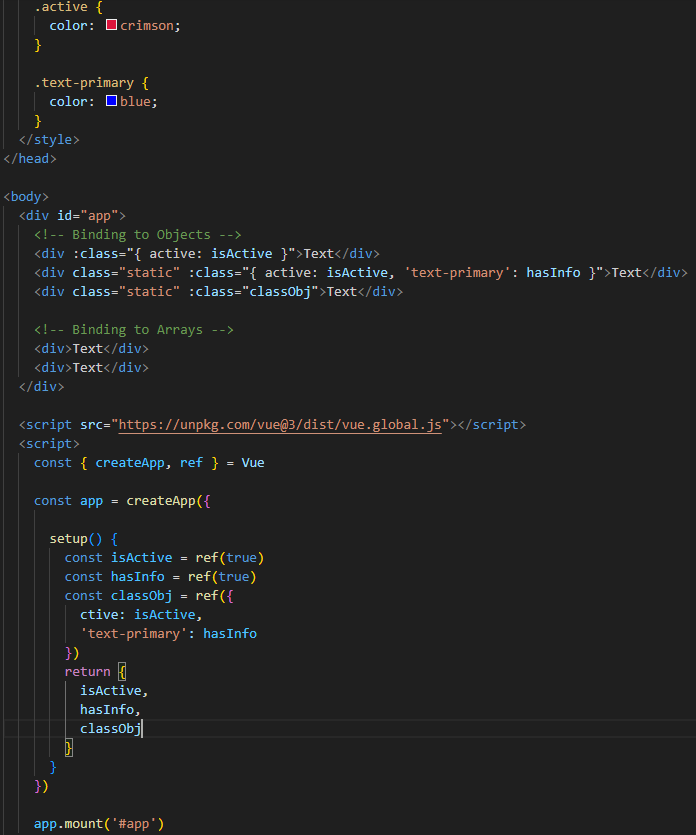 .active {
color: crimson;
}
.text-primary {
color: blue;
}
</style>
</head>
<body>
<div id="app">
<!-- Binding to Objects -->
<div :class="{ active: isActive }">Text</div>
<div class="static" :class="{ active: isActive, 'text-primary': hasInfo }">Text</div>
<div class="static" :class="classObj">Text</div>
<!-- Binding to Arrays -->
<div>Text</div>
<div>Text</div>
</div>
<script src="https://unpkg.com/vue@3/dist/vue.global.js"></script>
<script>
const { createApp, ref } = Vue
const app = createApp({
setup() {
const isActive = ref(true)
const hasInfo = ref(true)
const classObj = ref({
ctive: isActive,
'text-primary': hasInfo
})
return {
isActive,
hasInfo,
classObj
}
}
})
app.mount('#app')